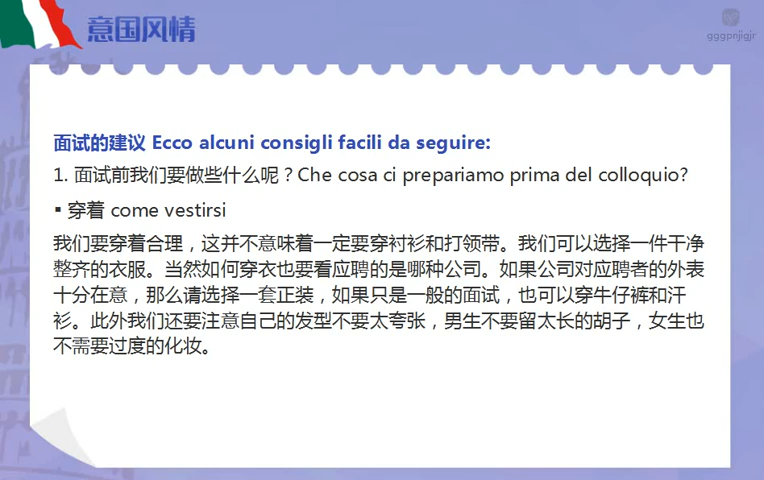 意国风情
gggpnjigjr
面试的建议 Ecco alcuni consigli facili da seguire:
1. 面试前我们要做些什么呢？Che cosa ci prepariamo prima del colloquio?
▪ 穿着 come vestirsi
我们要穿着合理，这并不意味着一定要穿衬衫和打领带。我们可以选择一件干净
整齐的衣服。当然如何穿衣也要看应聘的是哪种公司。如果公司对应聘者的外表
十分在意，那么请选择一套正装，如果只是一般的面试，也可以穿牛仔裤和汗
衫。此外我们还要注意自己的发型不要太夸张，男生不要留太长的胡子，女生也
不需要过度的化妆。